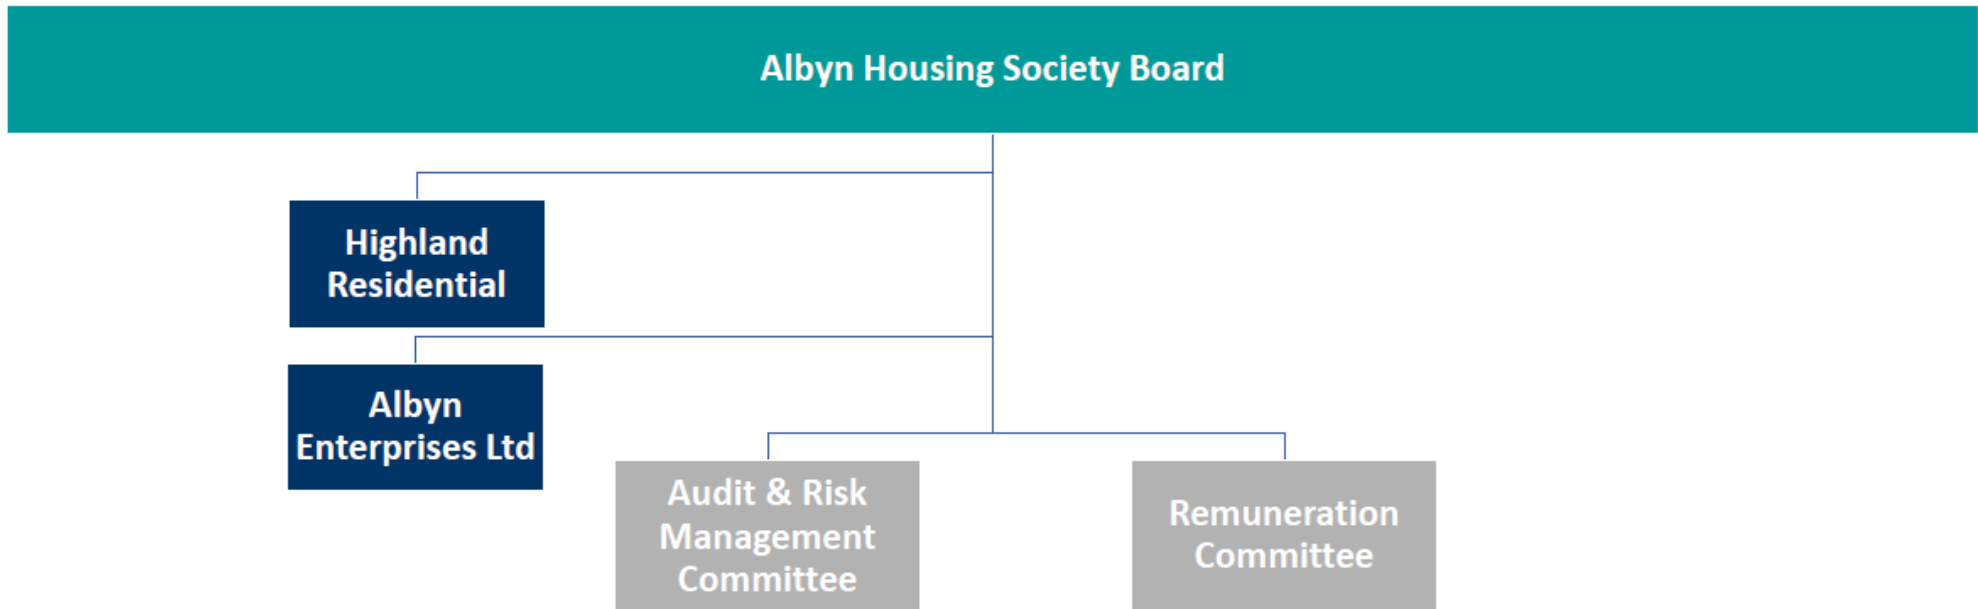 Albyn Housing Society Board
Highland
Residential
Albyn
Enterprises Ltd
Audit & Risk
Management
Committee
Remuneration
Committee